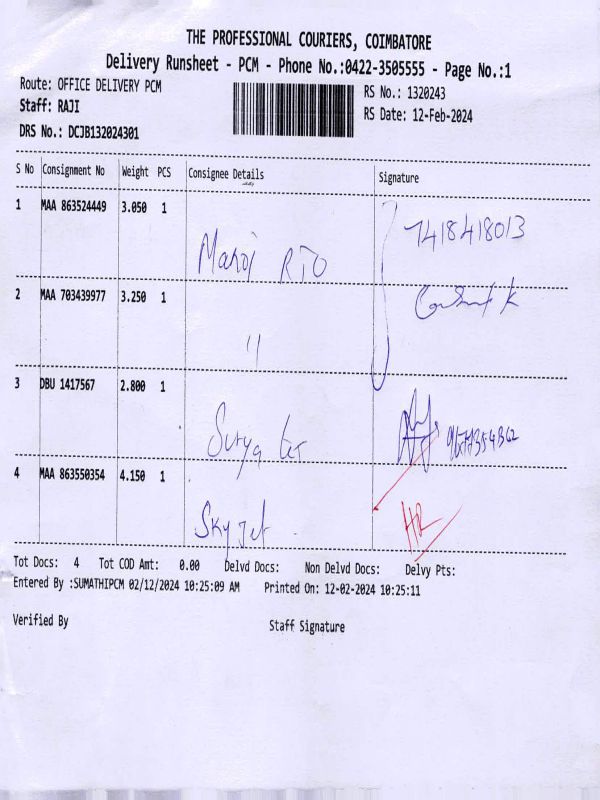 THE PROFESSIONAL COURIERS, COIMBATORE
Delivery Runsheet - PCM - Phone No.:0422-3505555 - Page No.:1
Route: OFFICE DELIVERY PCM
RS No.: 1320243
Staff: RAJI
RS Date: 12-Feb-2024
DRS No.: DCJB132024301
S No Consignment No Weight PCS Consignee Details Signature
1 MAA 863524449 3.050 1
7418418013
Manoj RTO
2 MAA 703439977 3.250 1
"
3 DBU 1417567 2.800 1
Surya
4 MAA 863550354 4.150 1
Sky Jet
Tot Docs: 4 Tot COD Amt: 0.00 Delvd Docs: Non Delvd Docs: Delvy Pts:
Entered By :SUMATHIPCM 02/12/2024 10:25:09 AM Printed On: 12-02-2024 10:25:11
Verified By Staff Signature